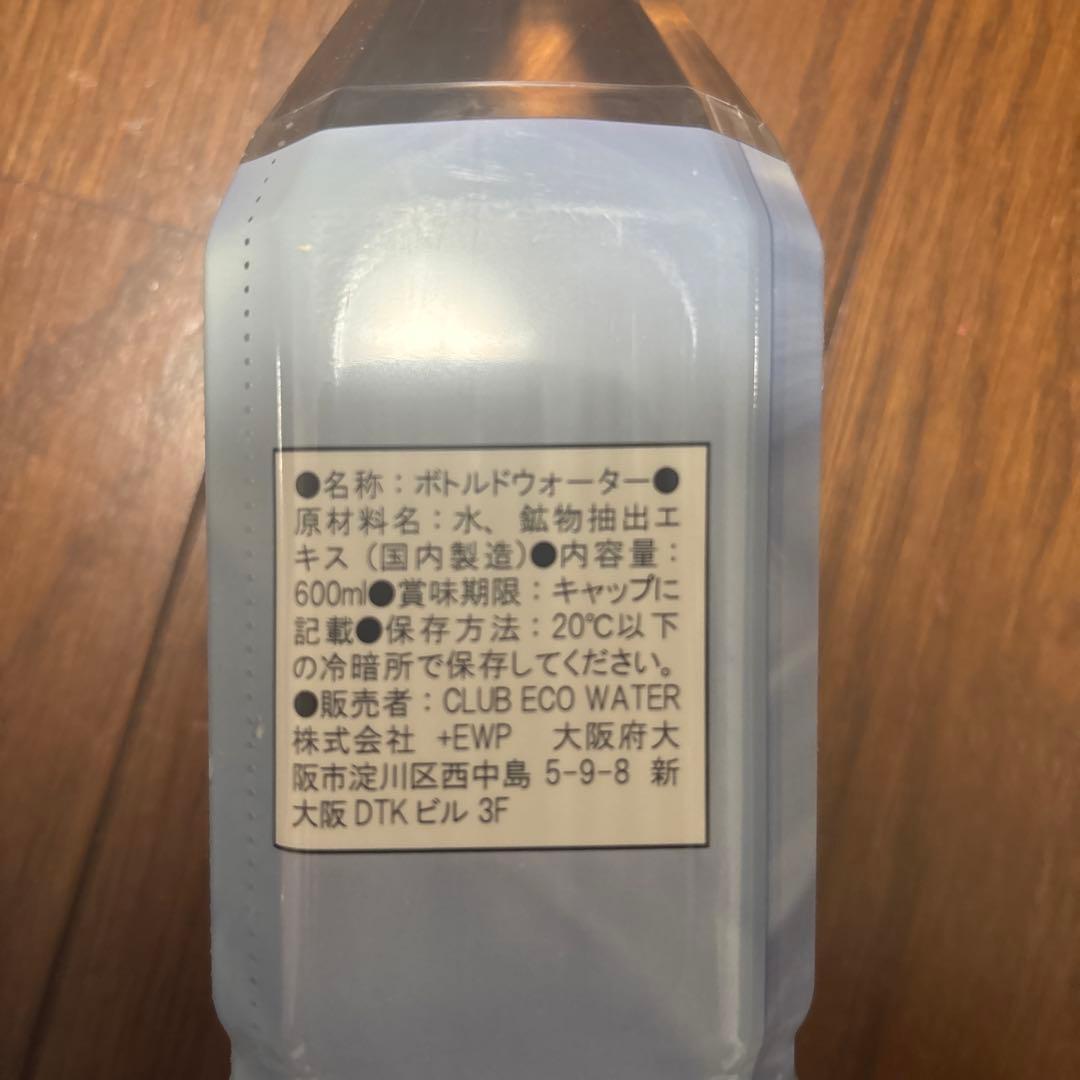 ●名称：ボトルドウォーター●
原材料名：水、鉱物抽出エ
キス（国内製造）●内容量：
600ml●賞味期限：キャップに
記載●保存方法：20℃以下
の冷暗所で保存してください。
●販売者：CLUB ECO WATER
株式会社 +EWP 大阪府大
阪市淀川区西中島 5-9-8 新
大阪 DTK ビル 3F